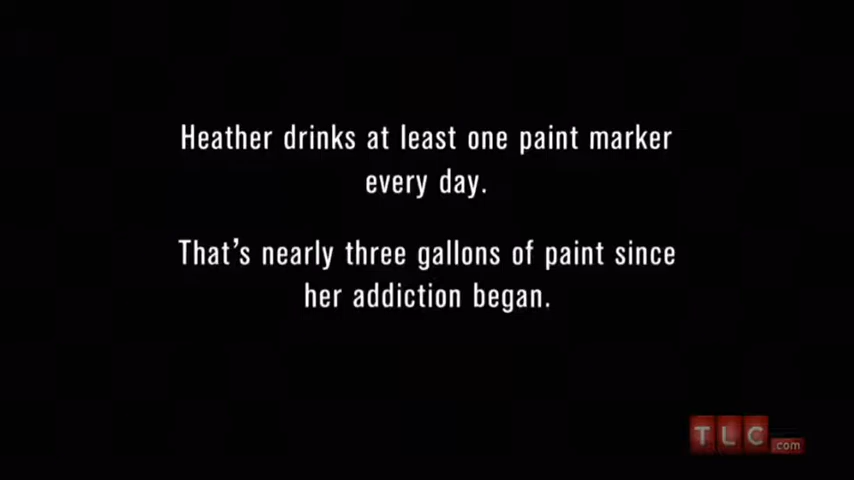 Heather drinks at least one paint marker
every day.
That's nearly three gallons of paint since
her addiction began.
TLC
.com